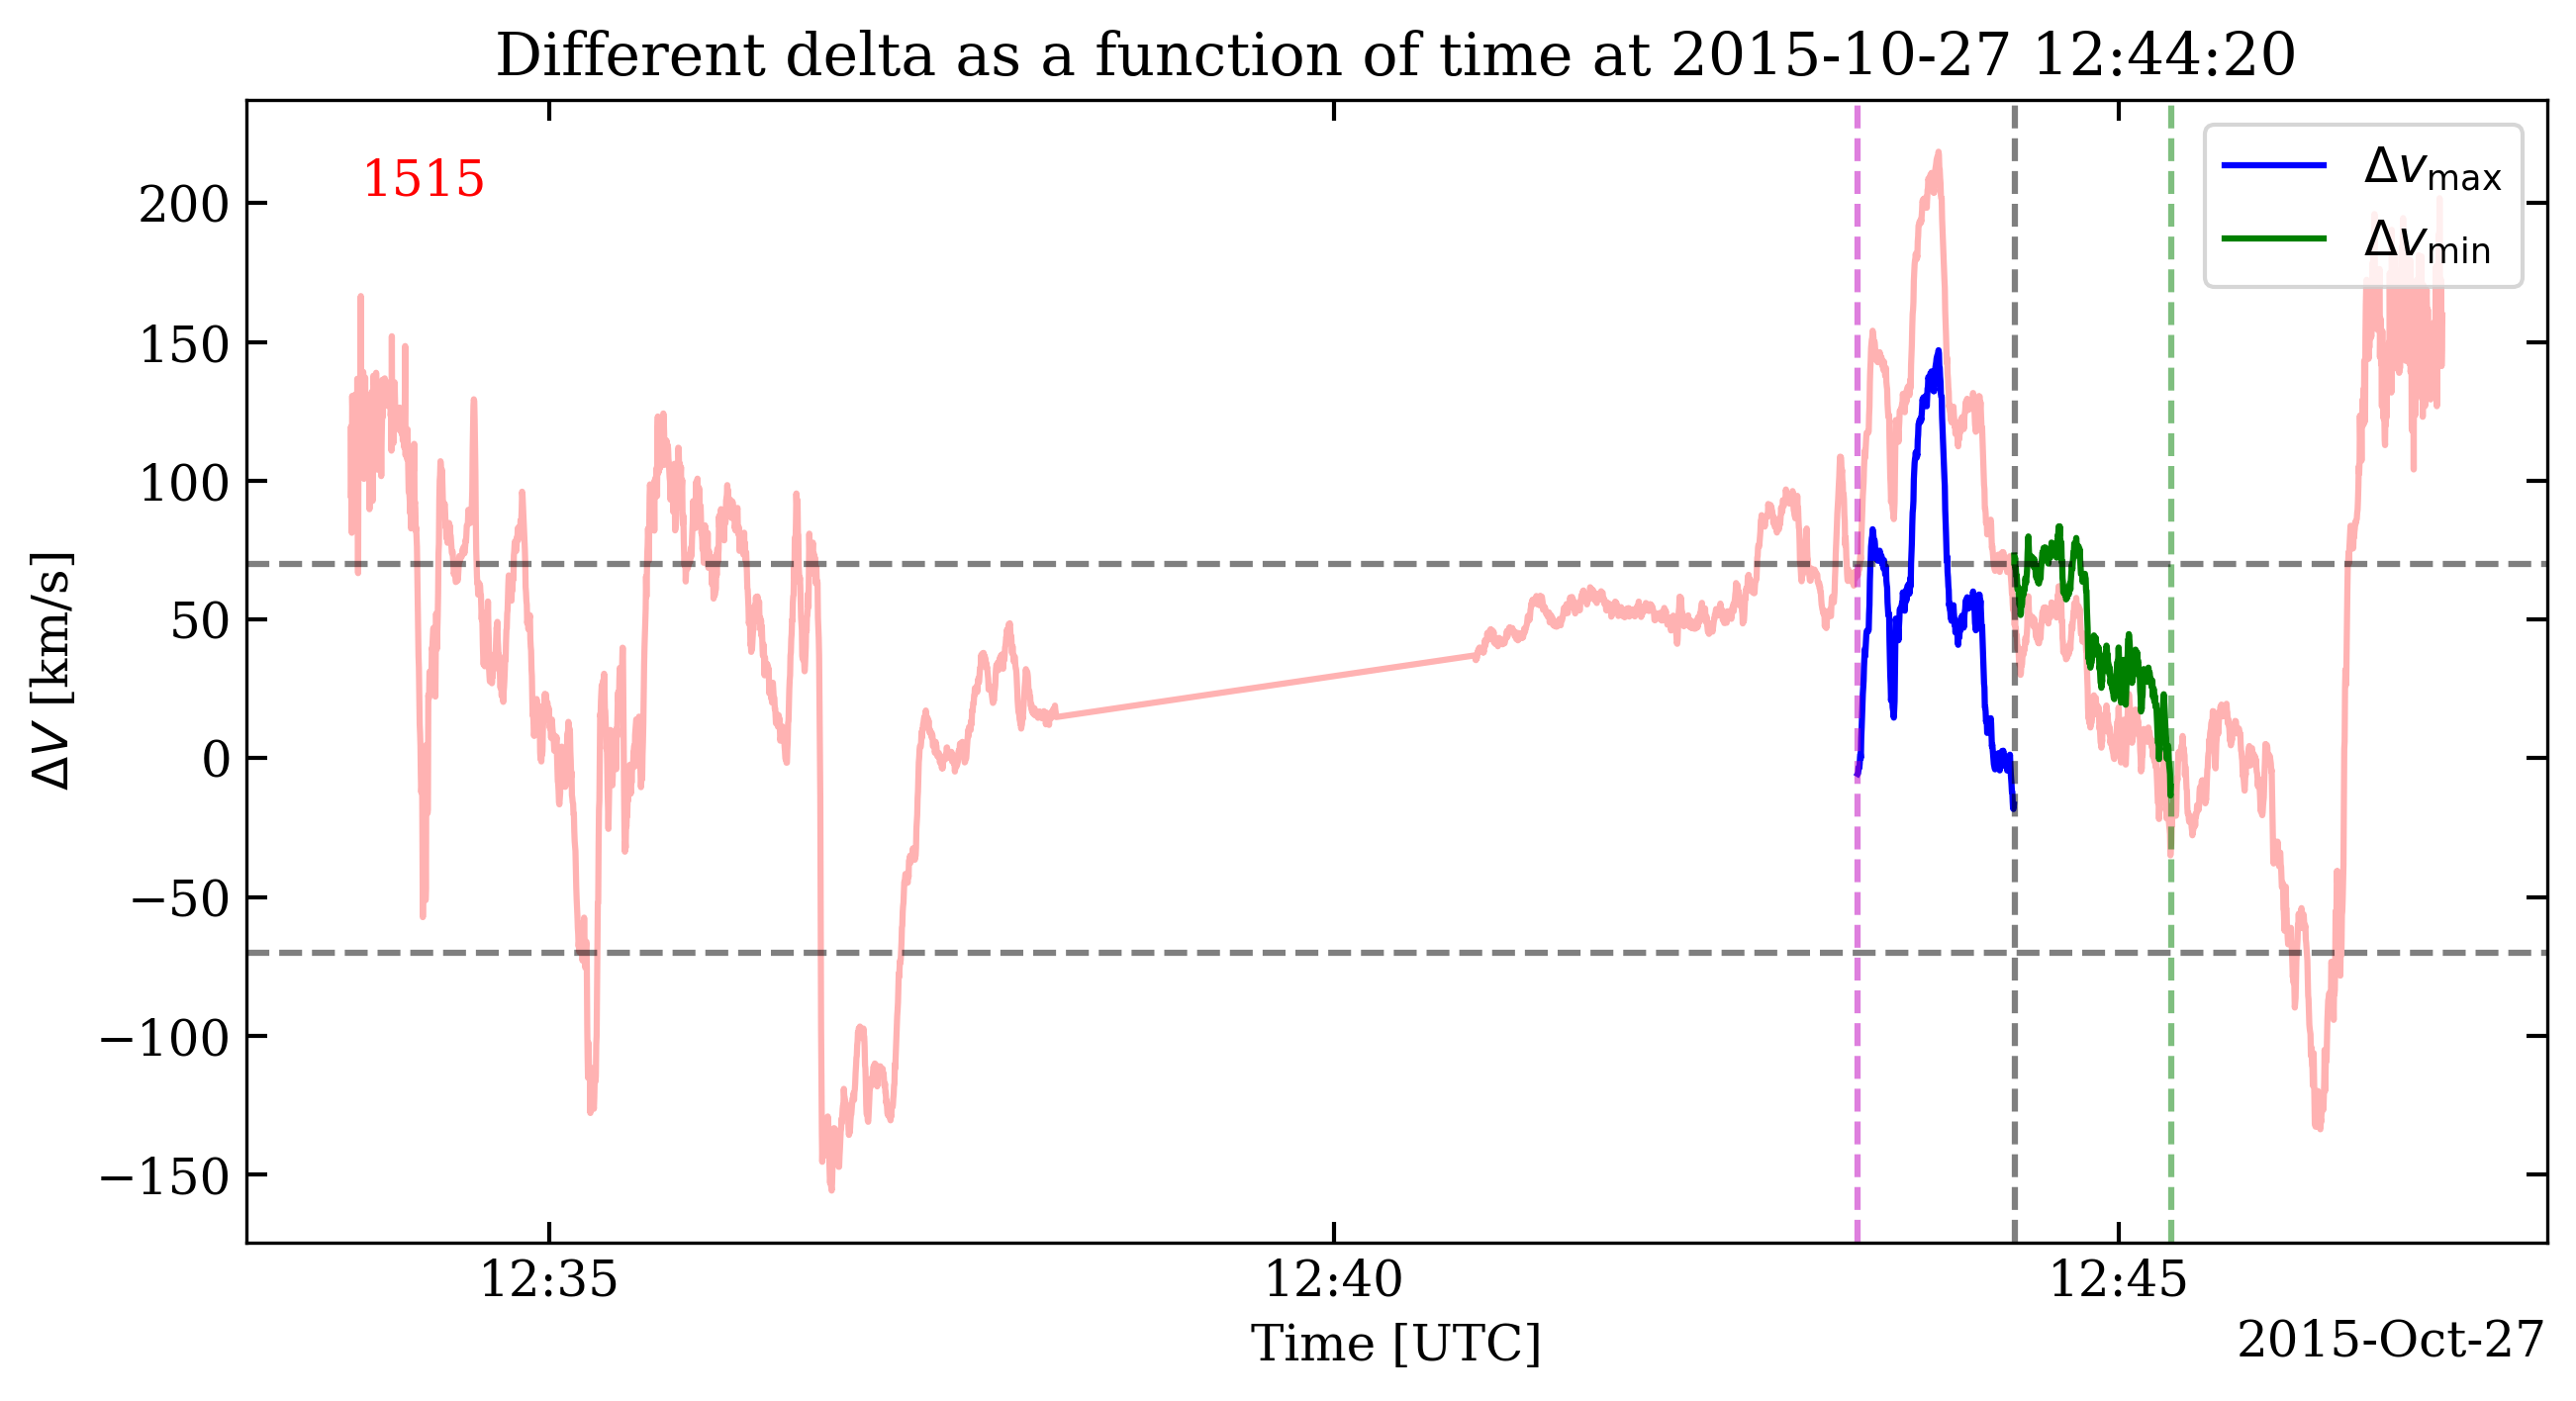 Different delta as a function of time at 2015-10-27 12:44:20
1515
Δv_max
Δv_min
200
150
100
50
0
−50
−100
−150
ΔV [km/s]
12:35 12:40 12:45
Time [UTC]
2015-Oct-27